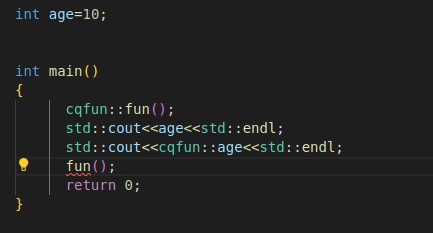 int age=10;
int main()
{
cqfun::fun();
std::cout<<age<<std::endl;
std::cout<<cqfun::age<<std::endl;
fun();
return 0;
}